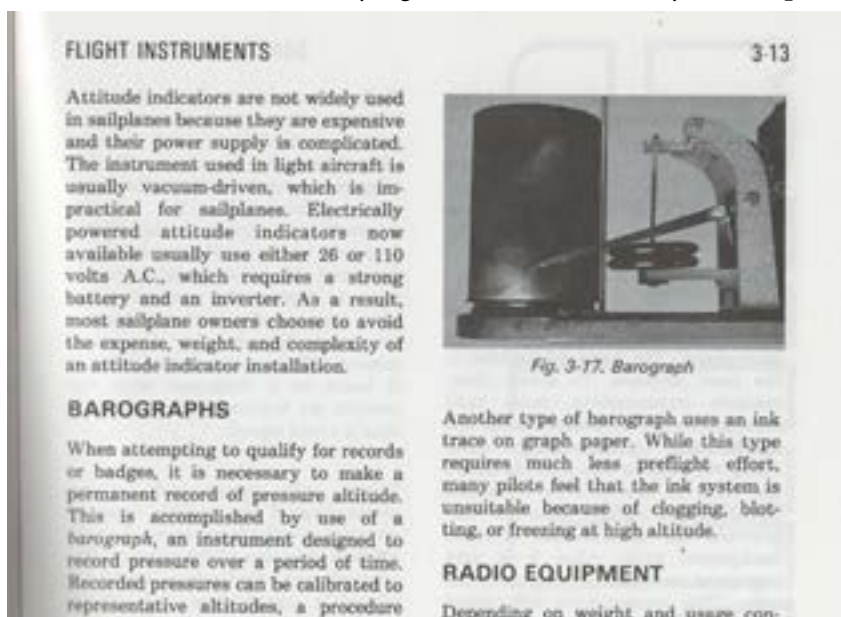 FLIGHT INSTRUMENTS
3-13
Attitude indicators are not widely used
in sailplanes because they are expensive
and their power supply is complicated.
The instrument used in light aircraft is
usually vacuum-driven, which is im-
practical for sailplanes. Electrically
powered attitude indicators now
available usually use either 26 or 110
volts A.C., which requires a strong
battery and an inverter. As a result,
most sailplane owners choose to avoid
the expense, weight, and complexity of
an attitude indicator installation.
BAROGRAPHS
When attempting to qualify for records
or badges, it is necessary to make a
permanent record of pressure altitude.
This is accomplished by use of a
barograph, an instrument designed to
record pressure over a period of time.
Recorded pressures can be calibrated to
representative altitudes, a procedure
Fig. 3-17. Barograph
Another type of barograph uses an ink
trace on graph paper. While this type
requires much less preflight effort,
many pilots feel that the ink system is
unsuitable because of clogging, blot-
ting, or freezing at high altitude.
RADIO EQUIPMENT
Depending on weight and usage con-